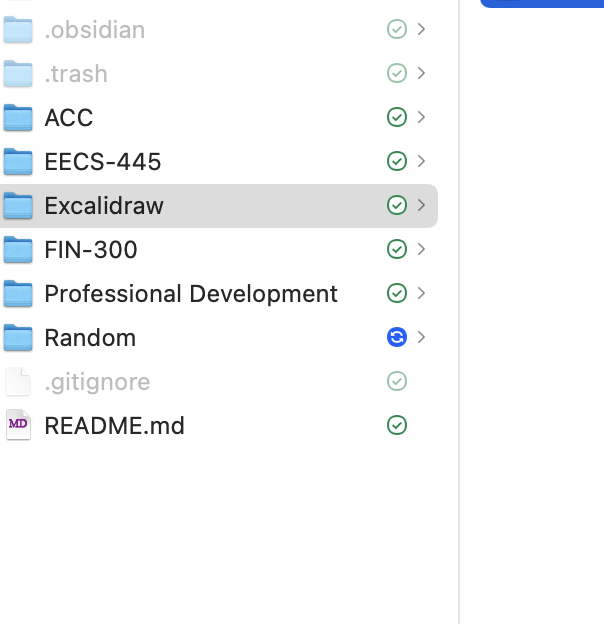 .obsidian
.trash
ACC
EECS-445
Excalidraw
FIN-300
Professional Development
Random
.gitignore
MD README.md